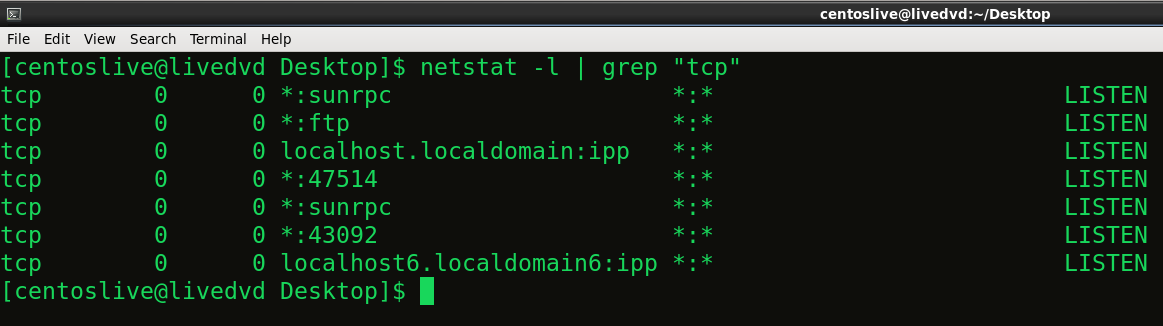 centoslive@livedvd:~/Desktop
File Edit View Search Terminal Help
[centoslive@livedvd Desktop]$ netstat -l | grep "tcp"
tcp        0      0 *:sunrpc                    *:*                         LISTEN
tcp        0      0 *:ftp                       *:*                         LISTEN
tcp        0      0 localhost.localdomain:ipp   *:*                         LISTEN
tcp        0      0 *:47514                     *:*                         LISTEN
tcp        0      0 *:sunrpc                    *:*                         LISTEN
tcp        0      0 *:43092                     *:*                         LISTEN
tcp        0      0 localhost6.localdomain6:ipp *:*                         LISTEN
[centoslive@livedvd Desktop]$